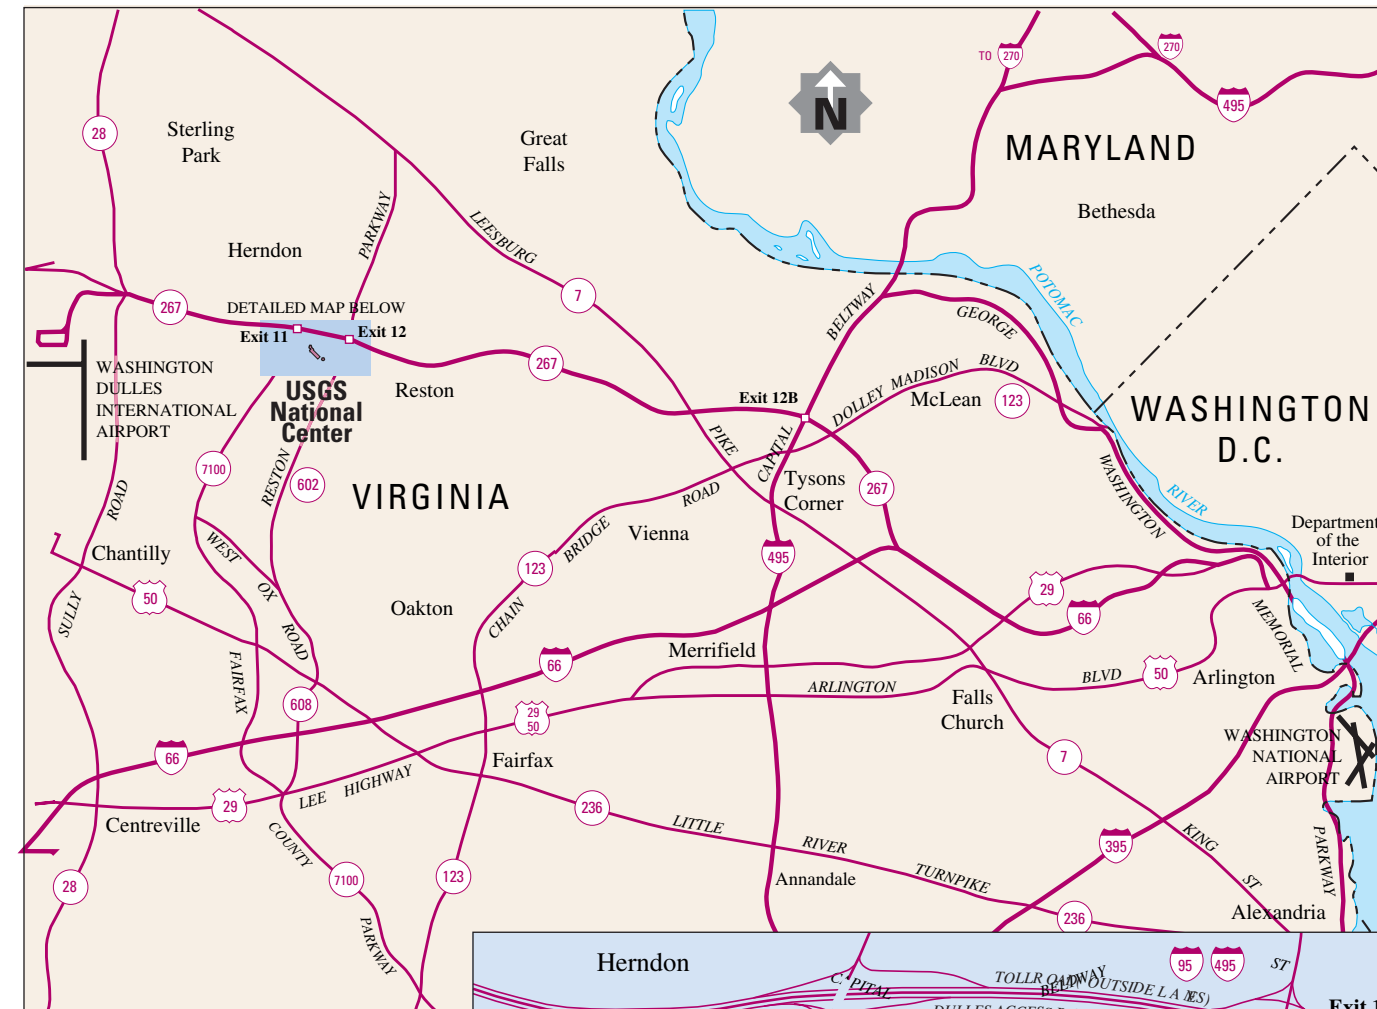 TO 270
270
495
28
Sterling
Park
Great
Falls
N
MARYLAND
Bethesda
PARKWAY
LEESBURG
Herndon
POTOMAC
267
DETAILED MAP BELOW
7
Exit 11
Exit 12
BELTWAY
GEORGE
WASHINGTON
DULLES
INTERNATIONAL
AIRPORT
267
USGS
National
Center
Reston
Exit 12B
DOLLEY MADISON BLVD
McLean
123
WASHINGTON
D.C.
PIKE
CAPITAL
7100
RESTON
602
VIRGINIA
ROAD
Tysons
Corner
267
WASHINGTON
RIVER
ROAD
Chantilly
WEST
OX
ROAD
BRIDGE
Vienna
495
Department
of the
Interior
123
CHAIN
50
29
66
SULLY
Oakton
MEMORIAL
Merrifield
66
FAIRFAX
608
ARLINGTON
BLVD
50
Arlington
Falls
Church
29
50
66
Fairfax
7
WASHINGTON
NATIONAL
AIRPORT
LEE HIGHWAY
29
236
Centreville
COUNTY
LITTLE
RIVER
TURNPIKE
395
KING
ST
PARKWAY
28
7100
123
Annandale
236
Alexandria
PARKWAY
Herndon
CAPITAL
BELTWAY
95
495
ST
Exit 1